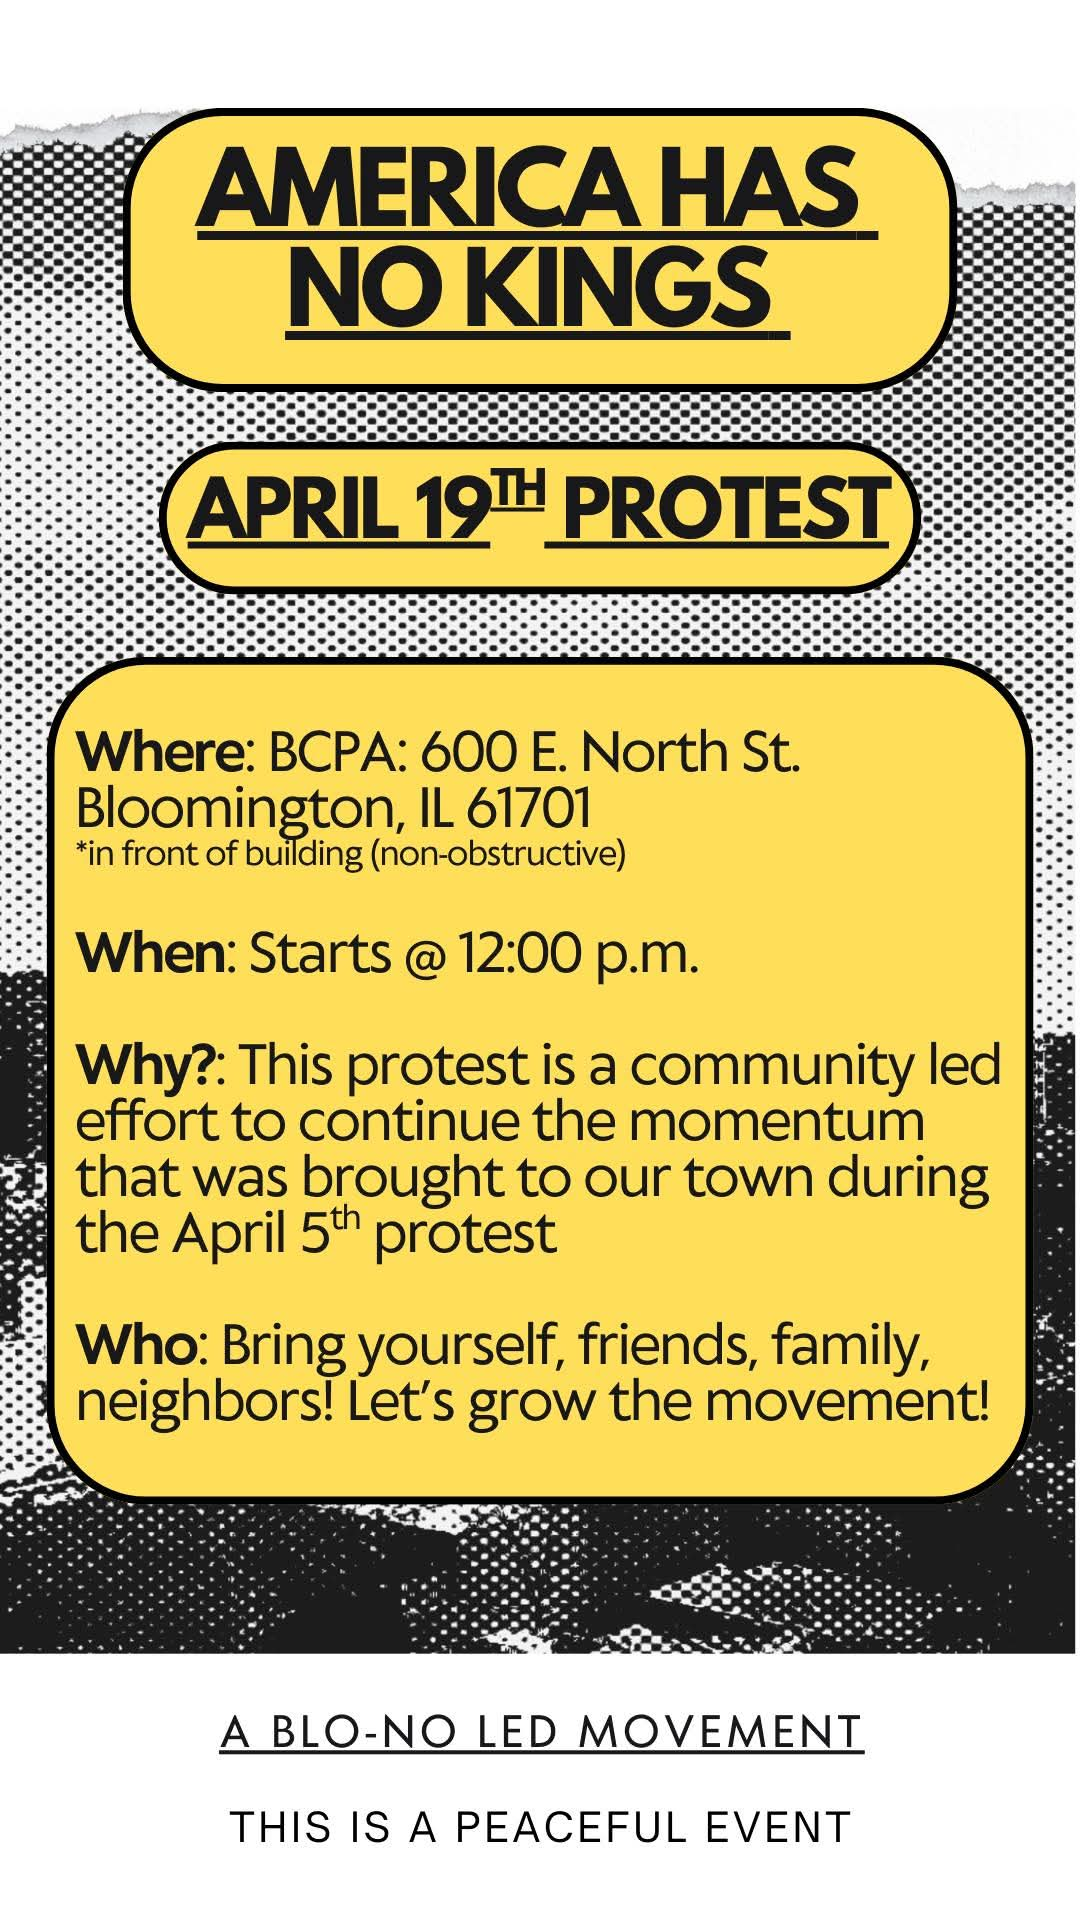 AMERICA HAS
NO KINGS
APRIL 19TH PROTEST
Where: BCPA: 600 E. North St.
Bloomington, IL 61701
*in front of building (non-obstructive)
When: Starts @ 12:00 p.m.
Why?: This protest is a community led
effort to continue the momentum
that was brought to our town during
the April 5th protest
Who: Bring yourself, friends, family,
neighbors! Let’s grow the movement!
A BLO-NO LED MOVEMENT
THIS IS A PEACEFUL EVENT